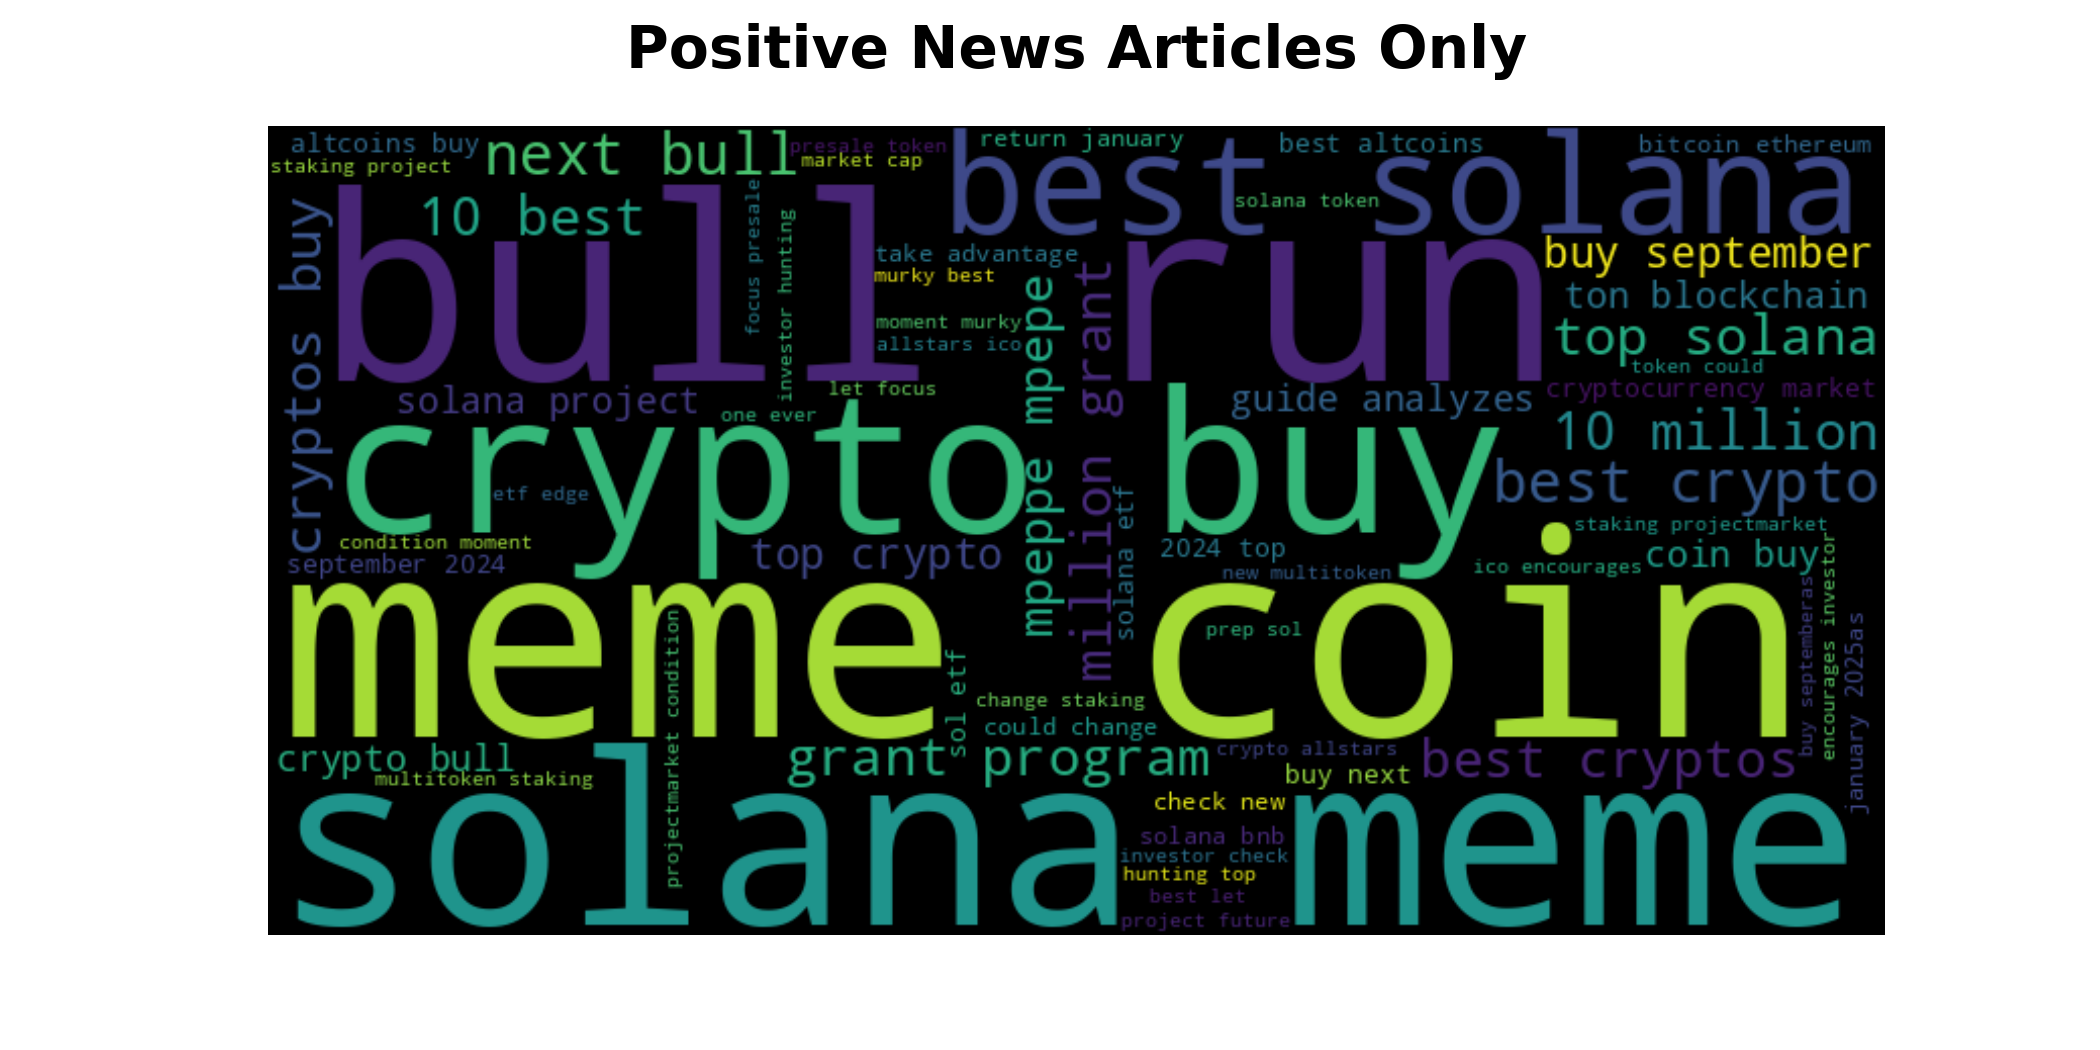 Positive News Articles Only
altcoins buy
next bull
presale token
return january
best altcoins
bitcoin ethereum
staking project
market cap
best solana
solana token
10 best
cryptos buy
bull run
focus presale
investor hunting
take advantage
murky best
buy september
ton blockchain
moment murky
allstars ico
mpeppe mpepe
million grant
top solana
token could
solana project
let focus
one ever
guide analyzes
cryptocurrency market
10 million
crypto buy
best crypto
etf edge
solana etf
staking projectmarket
condition moment
september 2024
top crypto
2024 top
new multitoken
ico encourages
coin buy
meme coin
prep sol
projectmarket condition
sol etf
change staking
could change
buy septemberas
encourages investor
january 2025as
crypto bull
multitoken staking
grant program
crypto allstars
buy next
best cryptos
solana meme
check new
solana bnb
investor check
hunting top
best let
project future